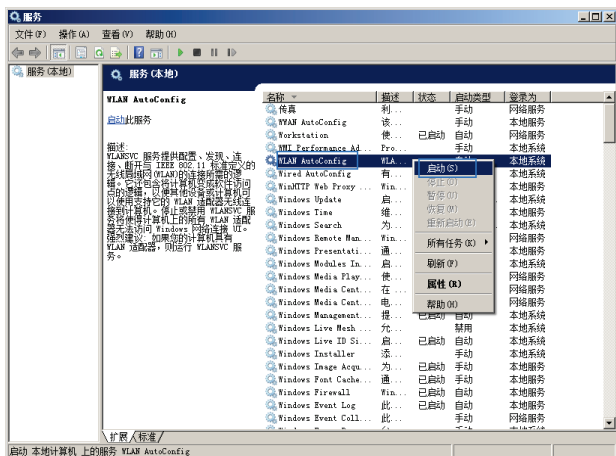 服务
文件(F) 操作(A) 查看(V) 帮助(H)
服务(本地)
服务(本地)
WLAN AutoConfig
启动此服务
描述:
WLANSVC 服务提供配置、发现、连
接、断开与 IEEE 802.11 标准定义的
无线局域网(WLAN)的连接所需的逻
辑。它还包含将计算机变成软件访问
点的逻辑，以便其他设备或计算机可
以使用支持它的 WLAN 适配器无线连
接到计算机。停止或禁用 WLANSVC 服
务将使得计算机上的所有 WLAN 适配
器无法访问 Windows 网络连接 UI。
强烈建议: 如果您的计算机具有
WLAN 适配器，则运行 WLANSVC 服
务。
名称 描述 状态 启动类型 登录为
传真 利... 手动 网络服务
WWAN AutoConfig 该... 手动 本地服务
Workstation 使... 已启动 自动 网络服务
WMI Performance Ad... Pro... 手动 本地系统
WLAN AutoConfig WLA... 本地系统
Wired AutoConfig 有... 本地系统
WinHTTP Web Proxy ... Win... 本地服务
Windows Update 启... 本地系统
Windows Time 维... 本地服务
Windows Search 为... 本地系统
Windows Remote Man... Win... 网络服务
Windows Presentati... 通... 本地服务
Windows Modules In... 启... 本地系统
Windows Media Play... 使... 网络服务
Windows Media Cent... 在... 网络服务
Windows Media Cent... 电... 网络服务
Windows Management... 提... 已启动 自动 本地系统
Windows Live Mesh ... 允... 禁用 本地系统
Windows Live ID Si... 启... 已启动 自动 本地系统
Windows Installer 添... 手动 本地系统
Windows Image Acqu... 为... 已启动 手动 本地服务
Windows Font Cache... 通... 已启动 自动 本地服务
Windows Firewall Win... 已启动 自动 本地服务
Windows Event Log 此... 已启动 自动 本地服务
Windows Event Coll... 此... 手动 网络服务
启动(S)
停止(O)
暂停(U)
恢复(M)
重新启动(E)
所有任务(K)
刷新(F)
属性(R)
帮助(H)
扩展 标准
启动 本地计算机 上的服务 WLAN AutoConfig